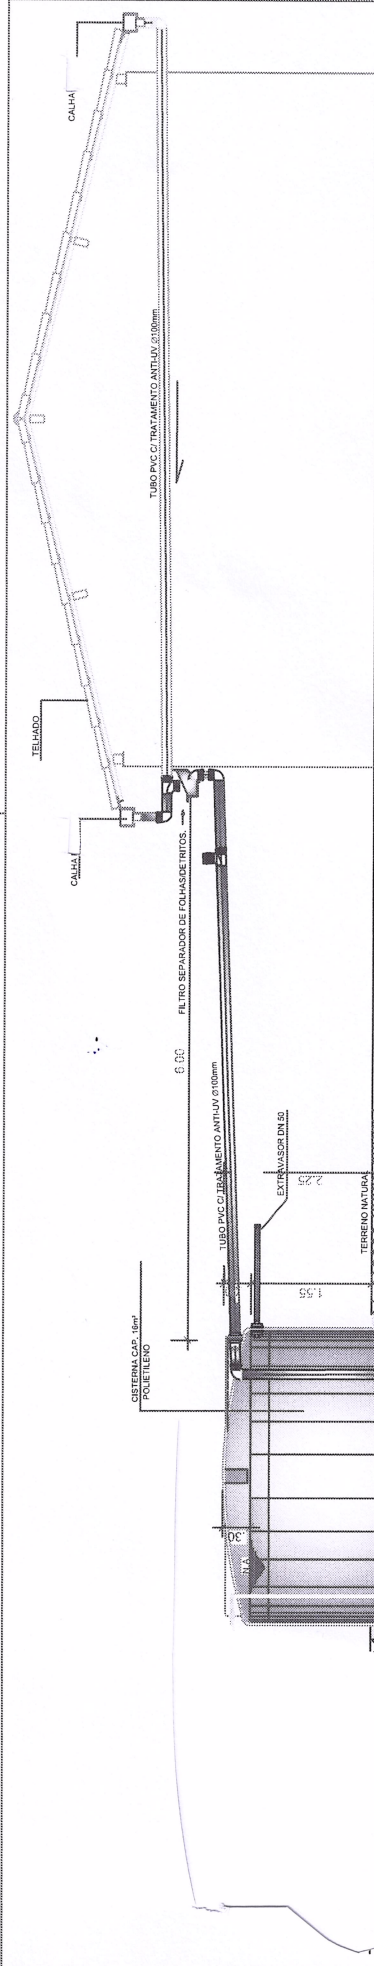 CALHA
TUBO PVC C/ TRATAMENTO ANTI-UV Ø100mm
TELHADO
CALHA
FILTRO SEPARADOR DE FOLHAS/DETRITOS.
6.00
TUBO PVC C/ TRATAMENTO ANTI-UV Ø100mm
EXTRAVASOR DN 50
2.25
TERRENO NATURAL
1.55
CISTERNA CAP. 16m³
POLIETILENO
.30
N.A